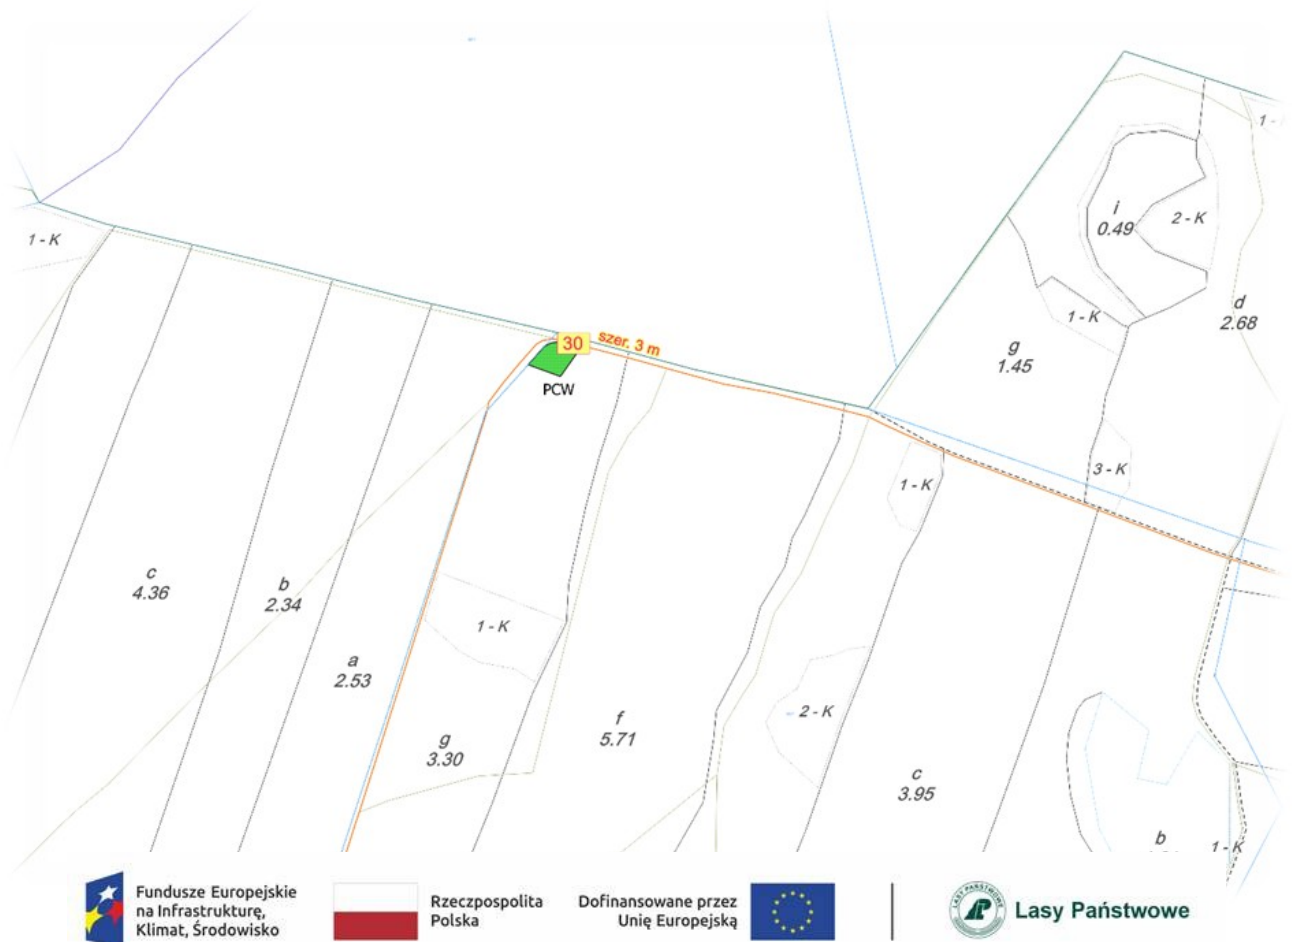 1 -
i
0.49
2 - K
1 - K
d
2.68
1 - K
30
szer. 3 m
g
1.45
PCW
3 - K
1 - K
c
4.36
b
2.34
1 - K
a
2.53
2 - K
f
5.71
g
3.30
c
3.95
b
1 - K
Fundusze Europejskie
na Infrastrukturę,
Klimat, Środowisko
Rzeczpospolita
Polska
Dofinansowane przez
Unię Europejską
LASY PAŃSTWOWE
Lasy Państwowe